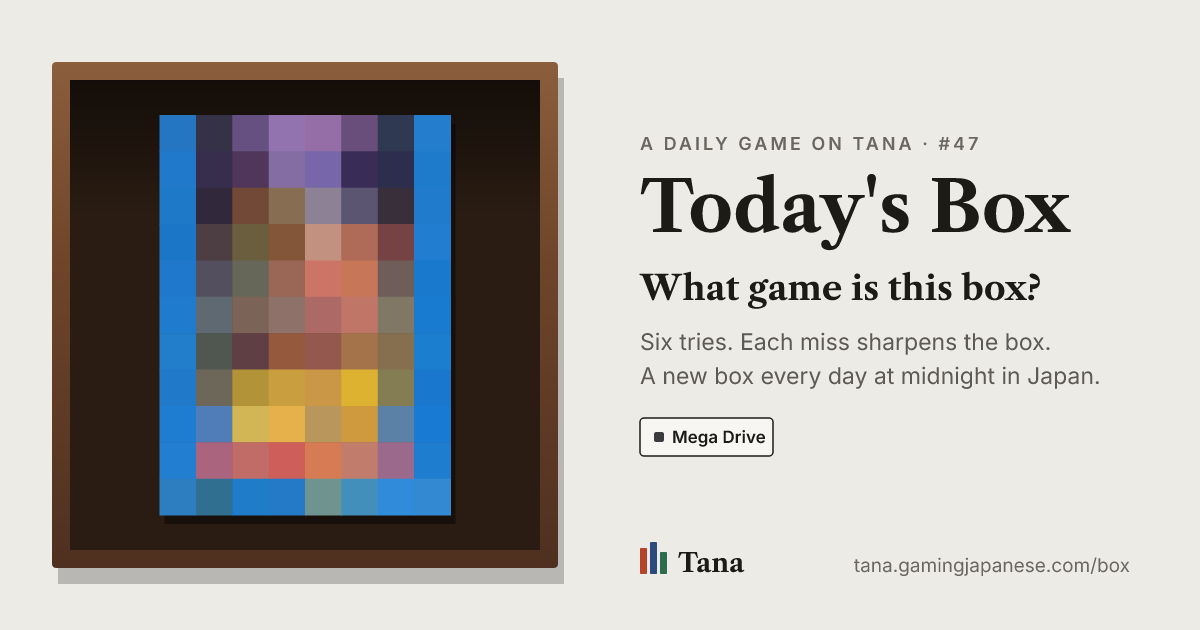 A DAILY GAME ON TANA · #47
Today's Box
What game is this box?
Six tries. Each miss sharpens the box.
A new box every day at midnight in Japan.
Mega Drive
Tana
tana.gamingjapanese.com/box